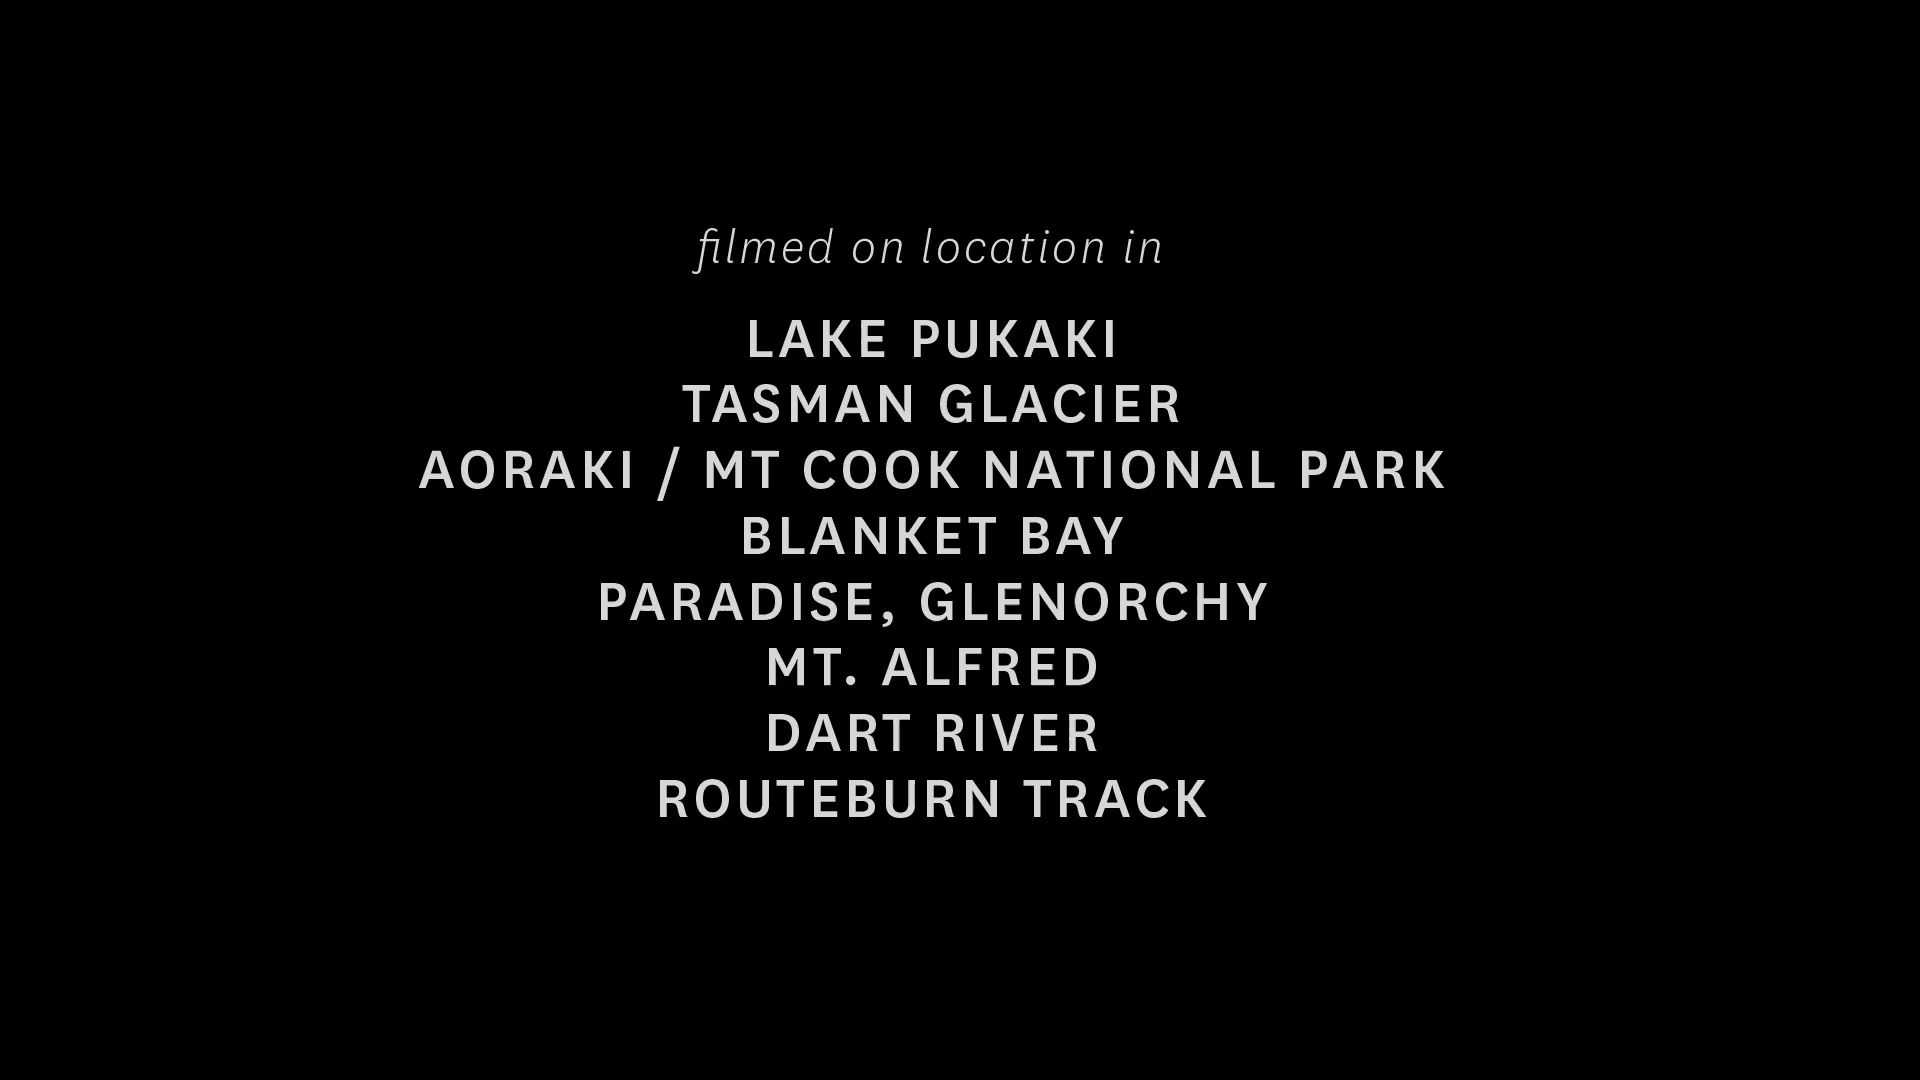 filmed on location in
LAKE PUKAKI
TASMAN GLACIER
AORAKI / MT COOK NATIONAL PARK
BLANKET BAY
PARADISE, GLENORCHY
MT. ALFRED
DART RIVER
ROUTEBURN TRACK